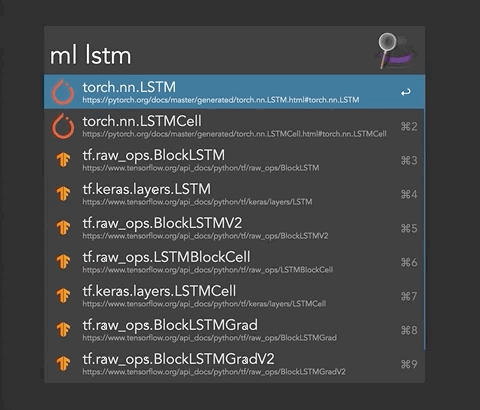 ml lstm
torch.nn.LSTM
https://pytorch.org/docs/master/generated/torch.nn.LSTM.html#torch.nn.LSTM
↩
torch.nn.LSTMCell
https://pytorch.org/docs/master/generated/torch.nn.LSTMCell.html#torch.nn.LSTMCell
⌘2
tf.raw_ops.BlockLSTM
https://www.tensorflow.org/api_docs/python/tf/raw_ops/BlockLSTM
⌘3
tf.keras.layers.LSTM
https://www.tensorflow.org/api_docs/python/tf/keras/layers/LSTM
⌘4
tf.raw_ops.BlockLSTMV2
https://www.tensorflow.org/api_docs/python/tf/raw_ops/BlockLSTMV2
⌘5
tf.raw_ops.LSTMBlockCell
https://www.tensorflow.org/api_docs/python/tf/raw_ops/LSTMBlockCell
⌘6
tf.keras.layers.LSTMCell
https://www.tensorflow.org/api_docs/python/tf/keras/layers/LSTMCell
⌘7
tf.raw_ops.BlockLSTMGrad
https://www.tensorflow.org/api_docs/python/tf/raw_ops/BlockLSTMGrad
⌘8
tf.raw_ops.BlockLSTMGradV2
https://www.tensorflow.org/api_docs/python/tf/raw_ops/BlockLSTMGradV2
⌘9